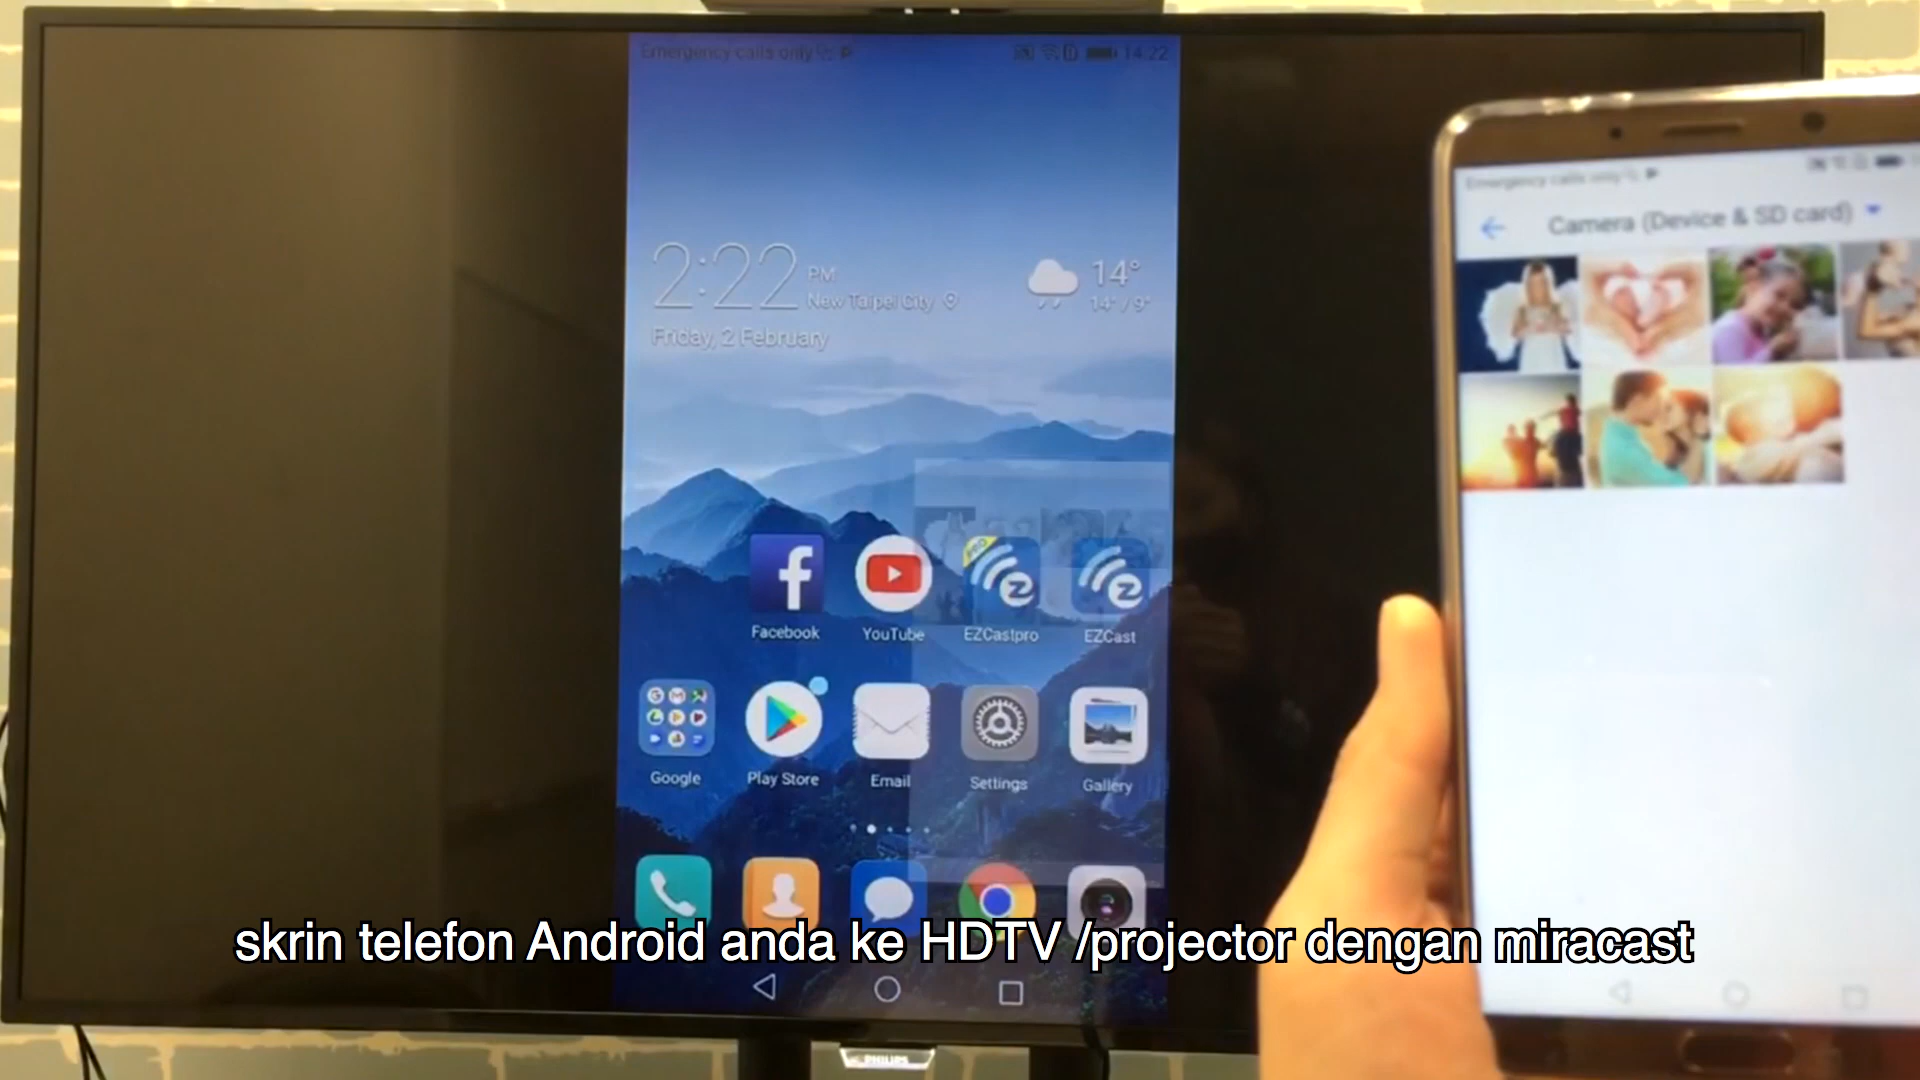 Emergency calls only
14:22
2:22 PM
New Taipei City
Friday, 2 February
14°
14° / 9°
Emergency calls only
Camera (Device & SD card)
Facebook
YouTube
PRO
EZCastpro
EZCast
Google
Play Store
Email
Settings
Gallery
skrin telefon Android anda ke HDTV /projector dengan miracast
PHILIPS